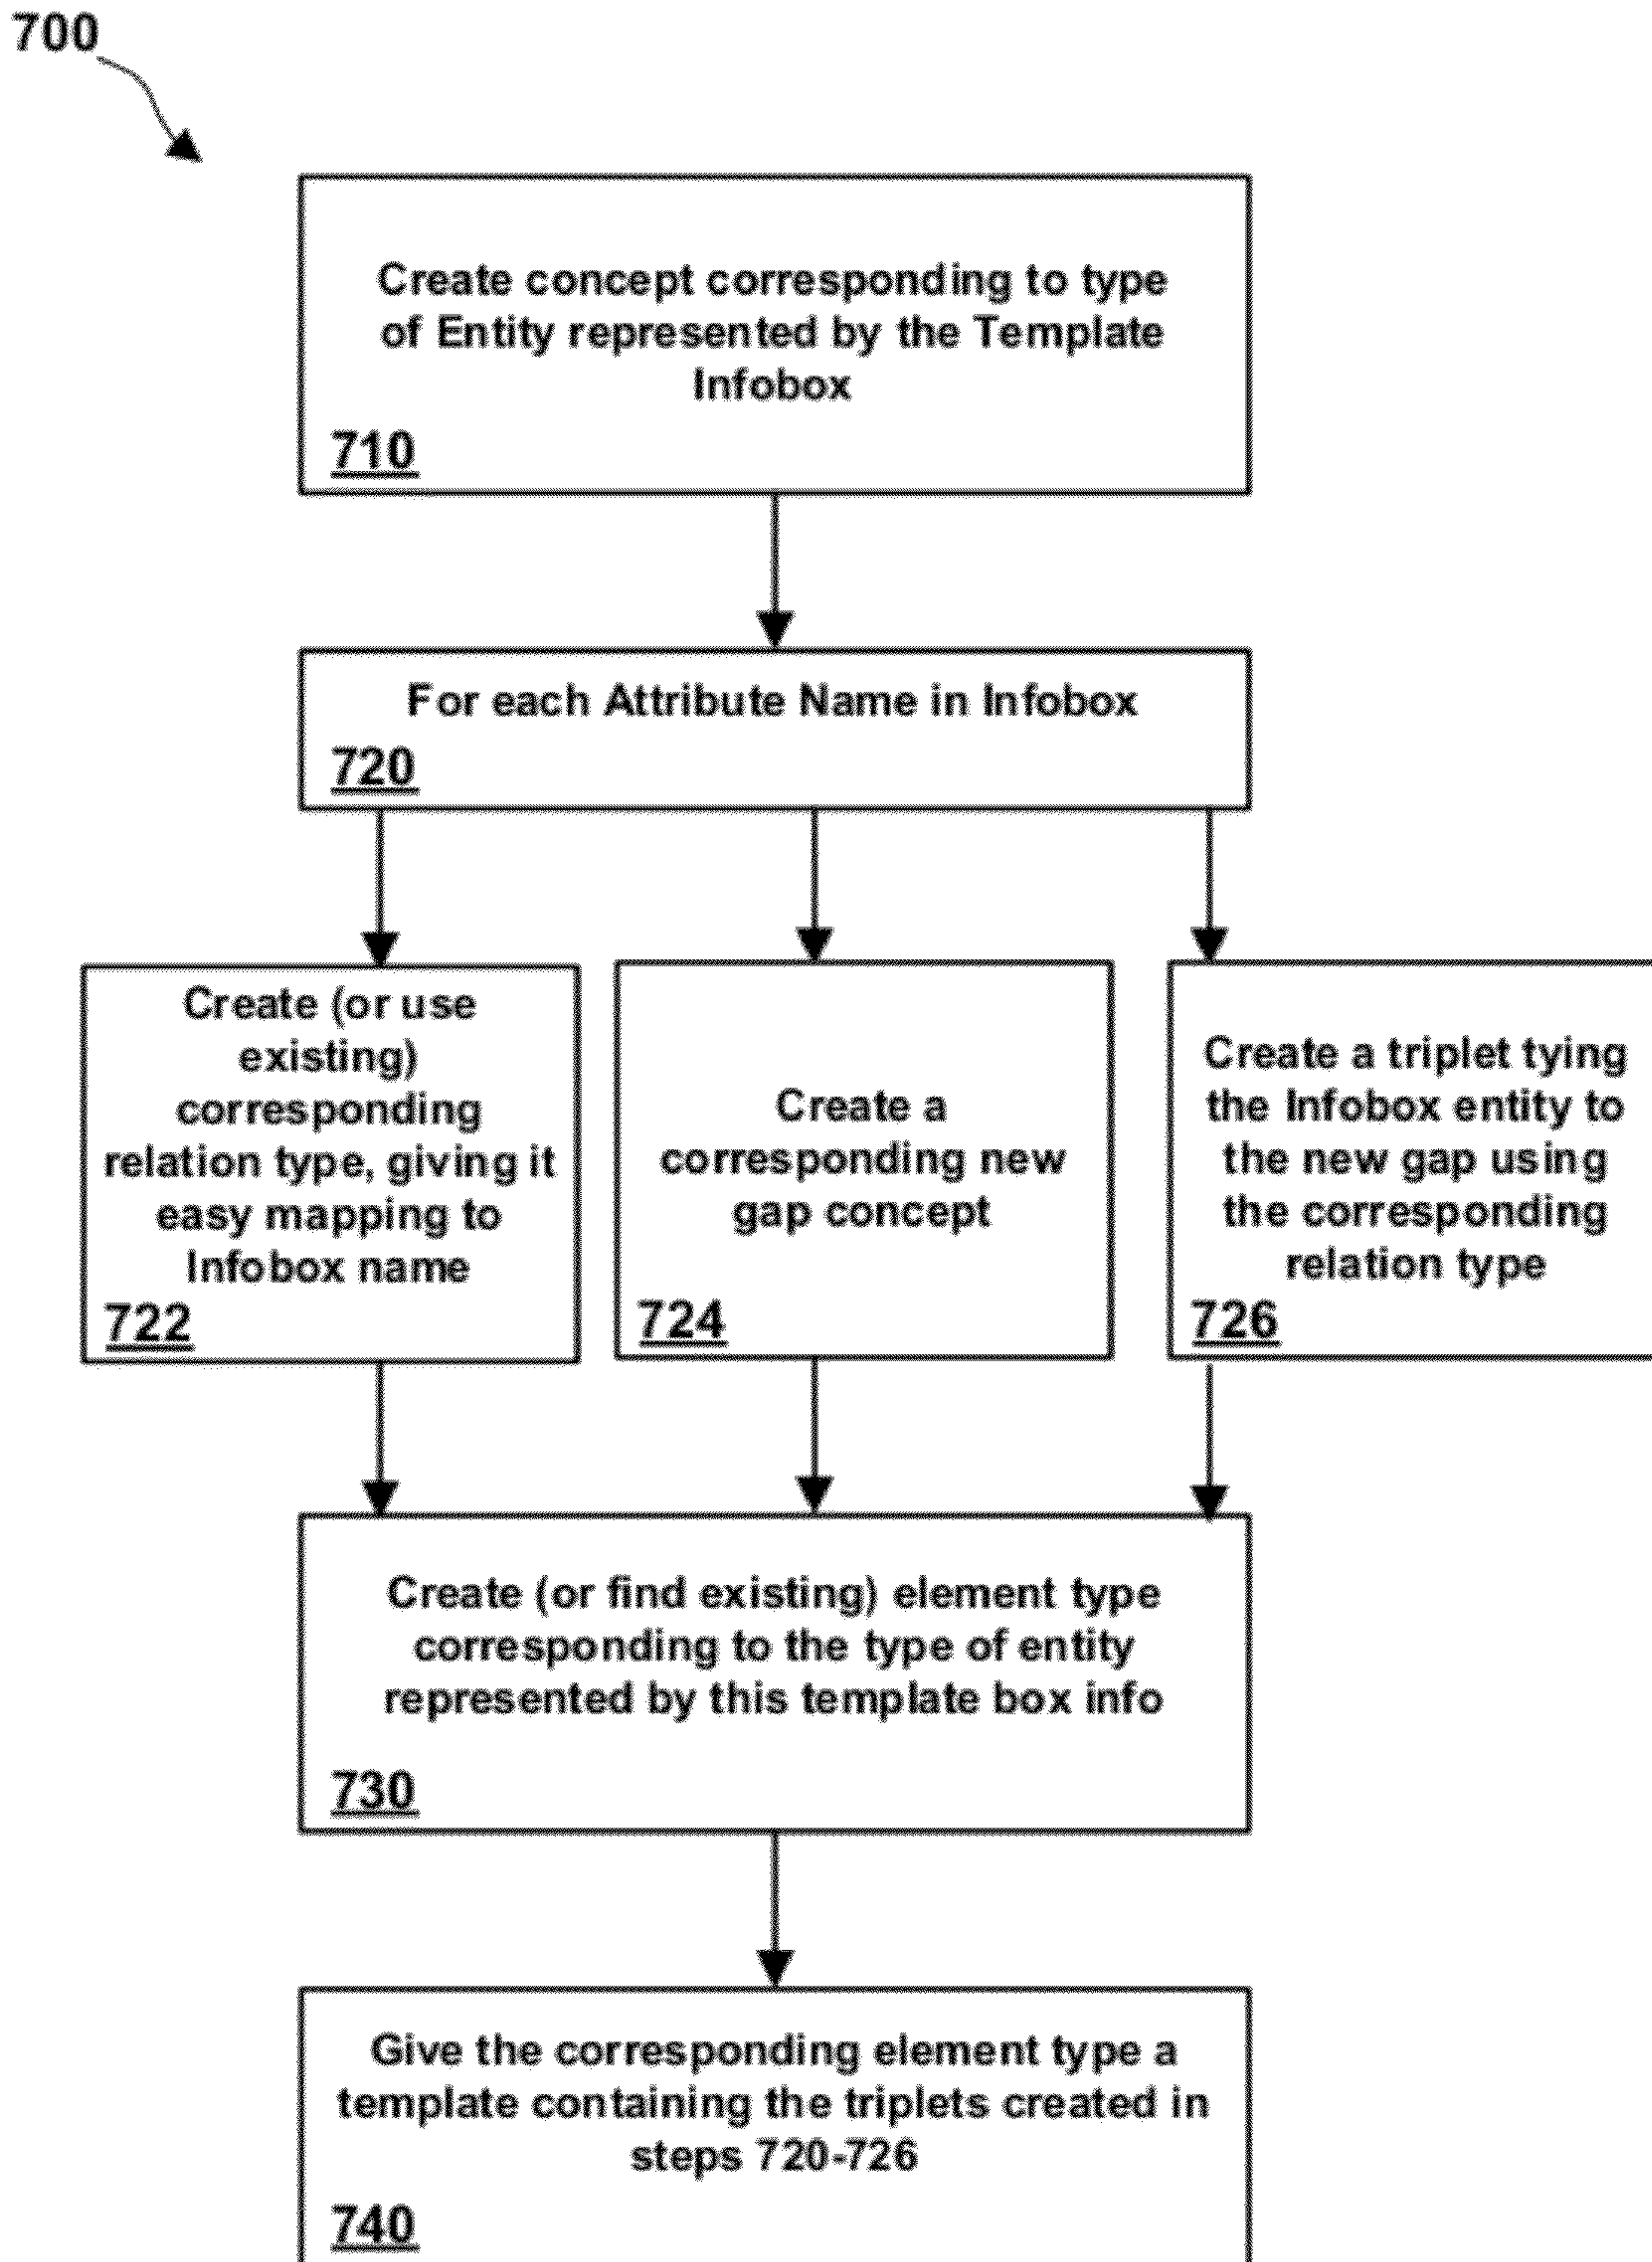 700
Create concept corresponding to type
of Entity represented by the Template
Infobox
710
For each Attribute Name in Infobox
720
Create (or use
existing)
corresponding
relation type, giving it
easy mapping to
Infobox name
722
Create a
corresponding new
gap concept
724
Create a triplet tying
the Infobox entity to
the new gap using
the corresponding
relation type
726
Create (or find existing) element type
corresponding to the type of entity
represented by this template box info
730
Give the corresponding element type a
template containing the triplets created in
steps 720-726
740